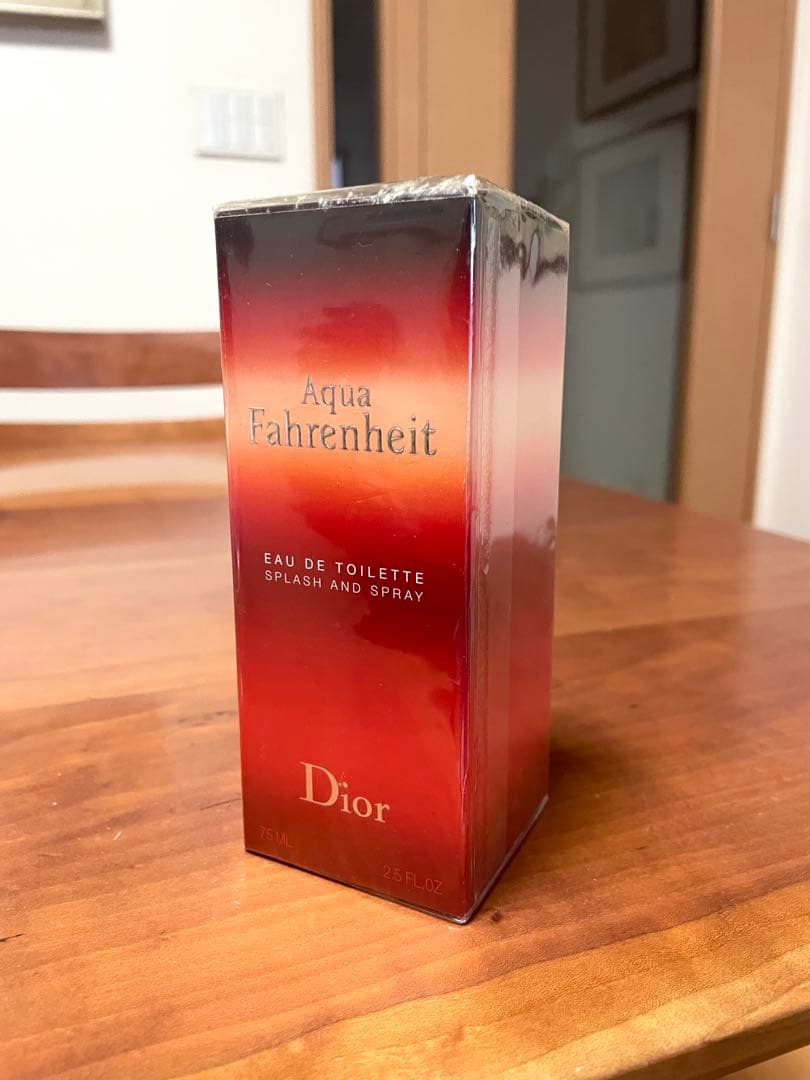 Aqua
Fahrenheit
EAU DE TOILETTE
SPLASH AND SPRAY
Dior
75 ML
2.5 FL.OZ